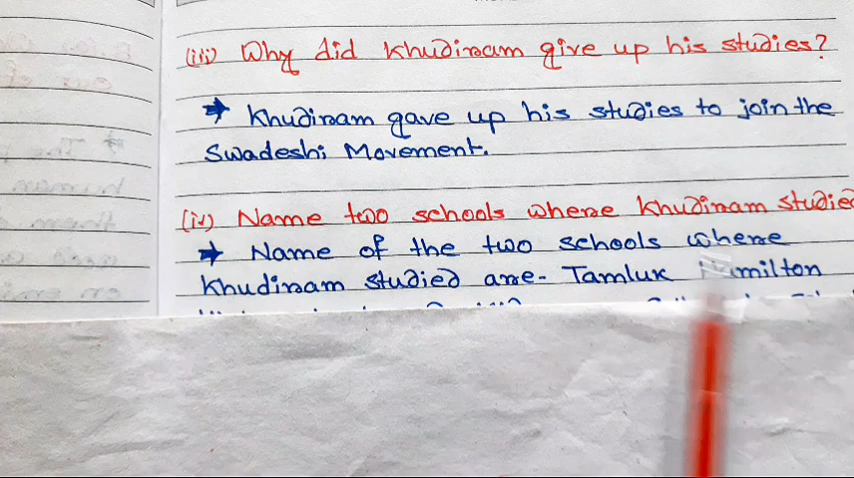 (iii) Why did Khudiram give up his studies?
→ Khudiram gave up his studies to join the
Swadeshi Movement.
(iv) Name two schools where Khudiram studied
→ Name of the two schools where
Khudiram studied are- Tamluk Hamilton